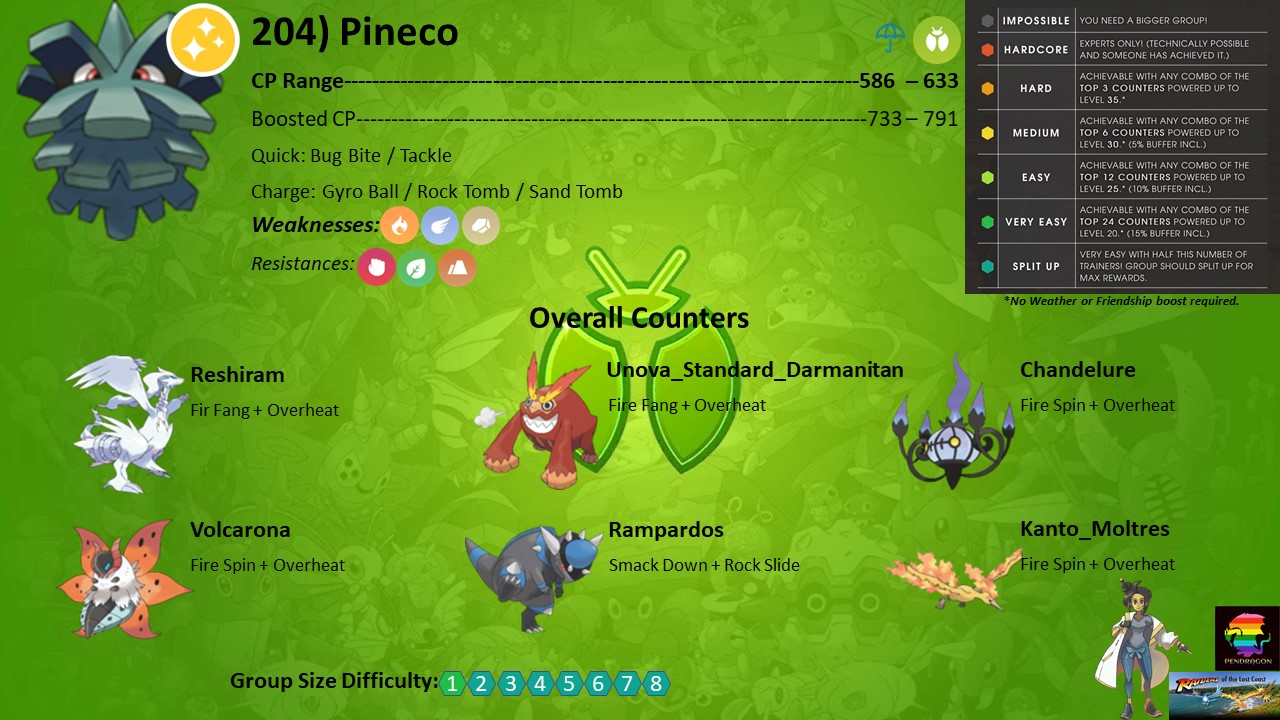 204) Pineco
CP Range-----------------------------------------------------------------------586 – 633
Boosted CP-----------------------------------------------------------------------733 – 791
Quick: Bug Bite / Tackle
Charge: Gyro Ball / Rock Tomb / Sand Tomb
Weaknesses:
Resistances:
IMPOSSIBLE YOU NEED A BIGGER GROUP!
HARDCORE EXPERTS ONLY! (TECHNICALLY POSSIBLE
AND SOMEONE HAS ACHIEVED IT.)
HARD ACHIEVABLE WITH ANY COMBO OF THE
TOP 3 COUNTERS POWERED UP TO
LEVEL 35.*
MEDIUM ACHIEVABLE WITH ANY COMBO OF THE
TOP 6 COUNTERS POWERED UP TO
LEVEL 30.* (5% BUFFER INCL.)
EASY ACHIEVABLE WITH ANY COMBO OF THE
TOP 12 COUNTERS POWERED UP TO
LEVEL 25.* (10% BUFFER INCL.)
VERY EASY ACHIEVABLE WITH ANY COMBO OF THE
TOP 24 COUNTERS POWERED UP TO
LEVEL 20.* (15% BUFFER INCL.)
SPLIT UP VERY EASY WITH HALF THIS NUMBER OF
TRAINERS! GROUP SHOULD SPLIT UP FOR
MAX REWARDS.
*No Weather or Friendship boost required.
Overall Counters
Reshiram
Fir Fang + Overheat
Unova_Standard_Darmanitan
Fire Fang + Overheat
Chandelure
Fire Spin + Overheat
Volcarona
Fire Spin + Overheat
Rampardos
Smack Down + Rock Slide
Kanto_Moltres
Fire Spin + Overheat
Group Size Difficulty: 1 2 3 4 5 6 7 8
PENDRAGON
RAIDERS of the Lost Coast